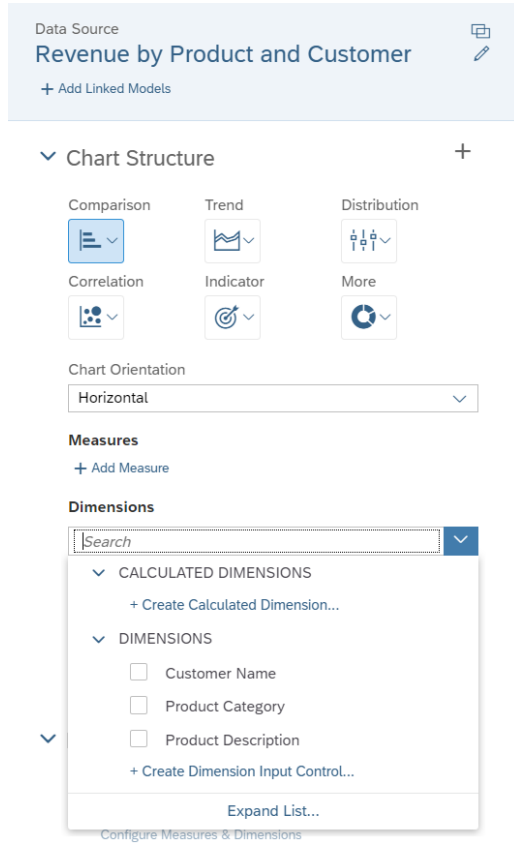 Data Source
Revenue by Product and Customer
+ Add Linked Models
Chart Structure
Comparison Trend Distribution
Correlation Indicator More
Chart Orientation
Horizontal
Measures
+ Add Measure
Dimensions
Search
CALCULATED DIMENSIONS
+ Create Calculated Dimension...
DIMENSIONS
Customer Name
Product Category
Product Description
+ Create Dimension Input Control...
Expand List...
Configure Measures & Dimensions